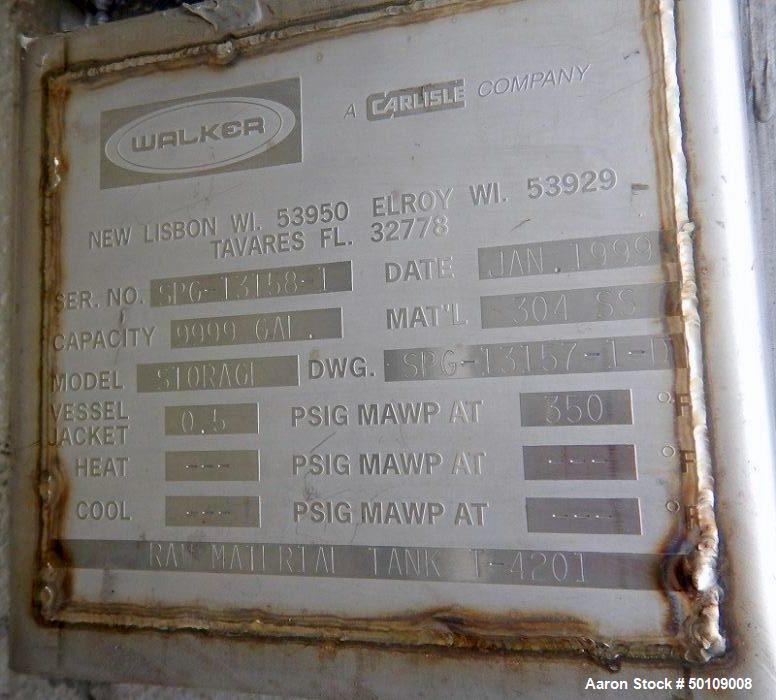 WALKER A CARLISLE COMPANY
NEW LISBON WI. 53950 ELROY WI. 53929
TAVARES FL. 32778
SER. NO. SPG-13158-1 DATE JAN. 1999
CAPACITY 9999 GAL. MAT"L 304 SS
MODEL STORAGE DWG. SPG-13157-1-D
VESSEL 0.5 PSIG MAWP AT 350 °F
JACKET
HEAT --- PSIG MAWP AT --- °F
COOL --- PSIG MAWP AT --- °F
RAW MATERIAL TANK T-4201
Aaron Stock # 50109008